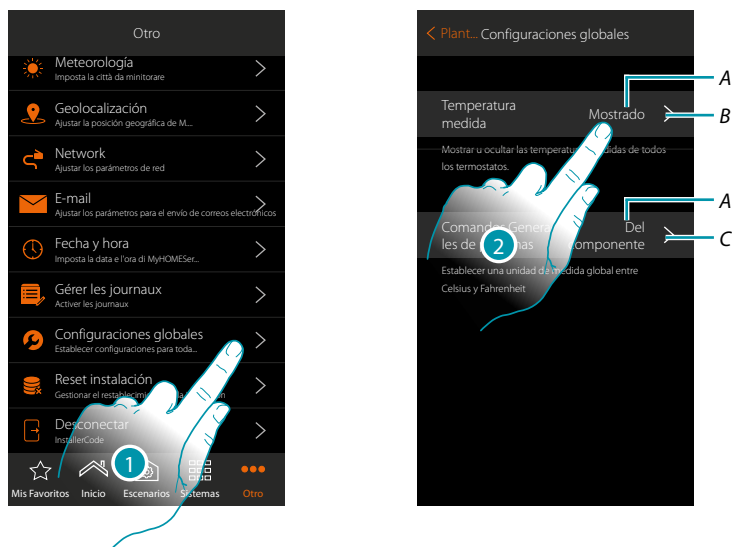 Otro
Meteorología
Imposta la città da minitorare
Geolocalización
Ajustar la posición geográfica de M...
Network
Ajustar los parámetros de red
E-mail
Ajustar los parámetros para el envío de correos electrónicos
Fecha y hora
Imposta la data e l'ora di MyHOMESer...
Gérer les journaux
Activer les journaux
Configuraciones globales
Establecer configuraciones para toda...
Reset instalación
Gestionar el
Desconectar
InstallerCode
1
Mis Favoritos Inicio Escenarios Sistemas Otro
Plant... Configuraciones globales
Temperatura
medida
Mostrado
A
B
Mostrar u ocultar las de todos
los termostatos.
Del
componente
A
C
les de
2
Establecer una unidad de medida global entre
Celsius y Fahrenheit